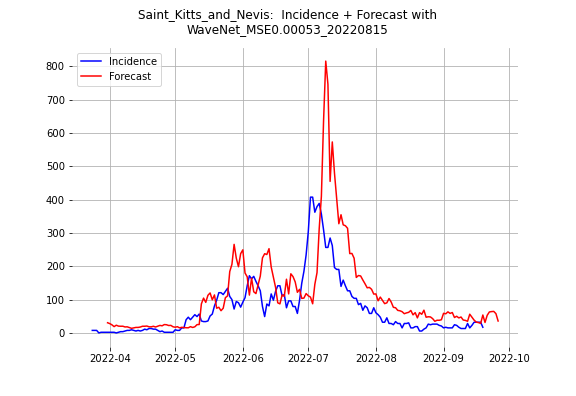 Saint_Kitts_and_Nevis:  Incidence + Forecast with
WaveNet_MSE0.00053_20220815
Incidence
Forecast
800
700
600
500
400
300
200
100
0
2022-04 2022-05 2022-06 2022-07 2022-08 2022-09 2022-10